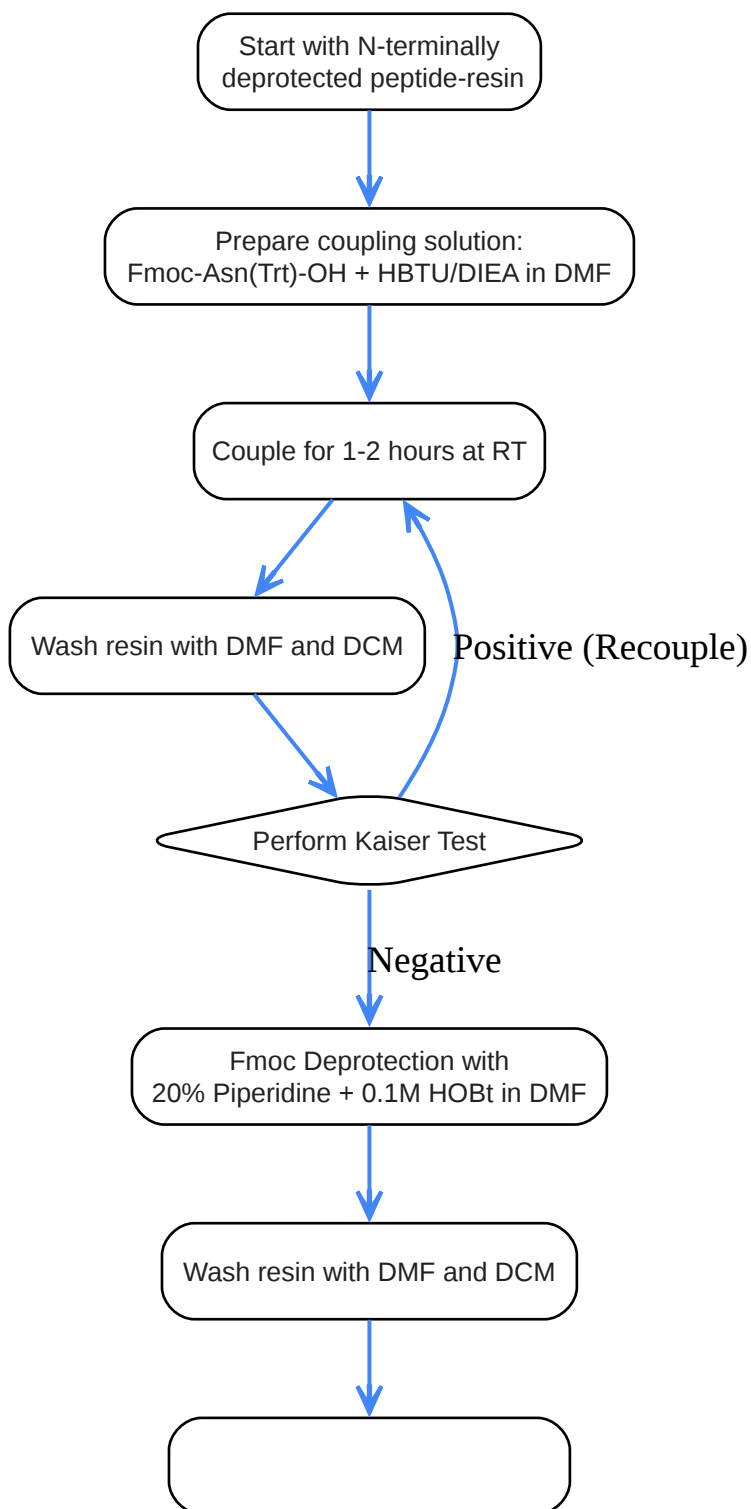 Start with N-terminally
deprotected peptide-resin
Prepare coupling solution:
Fmoc-Asn(Trt)-OH + HBTU/DIEA in DMF
Couple for 1-2 hours at RT
Wash resin with DMF and DCM
Positive (Recouple)
Perform Kaiser Test
Negative
Fmoc Deprotection with
20% Piperidine + 0.1M HOBt in DMF
Wash resin with DMF and DCM